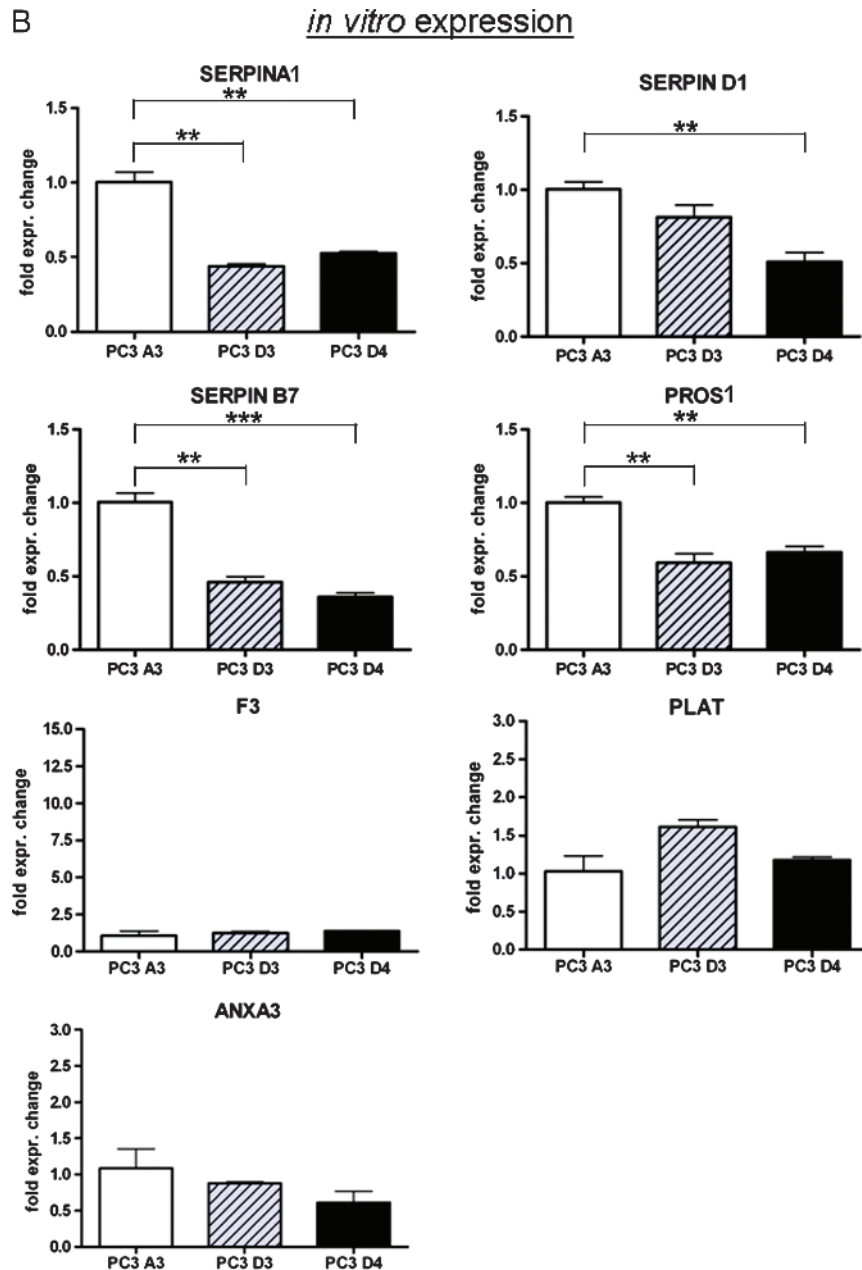 B
in vitro expression
SERPINA1
**
**
fold expr. change
1.5
1.0
0.5
0.0
PC3 A3 PC3 D3 PC3 D4
SERPIN D1
**
fold expr. change
1.5
1.0
0.5
0.0
PC3 A3 PC3 D3 PC3 D4
SERPIN B7
***
**
fold expr. change
1.5
1.0
0.5
0.0
PC3 A3 PC3 D3 PC3 D4
PROS1
**
**
fold expr. change
1.5
1.0
0.5
0.0
PC3 A3 PC3 D3 PC3 D4
F3
fold expr. change
15.0
12.5
10.0
7.5
5.0
2.5
0.0
PC3 A3 PC3 D3 PC3 D4
PLAT
fold expr. change
3.0
2.5
2.0
1.5
1.0
0.5
0.0
PC3 A3 PC3 D3 PC3 D4
ANXA3
fold expr. change
3.0
2.5
2.0
1.5
1.0
0.5
0.0
PC3 A3 PC3 D3 PC3 D4